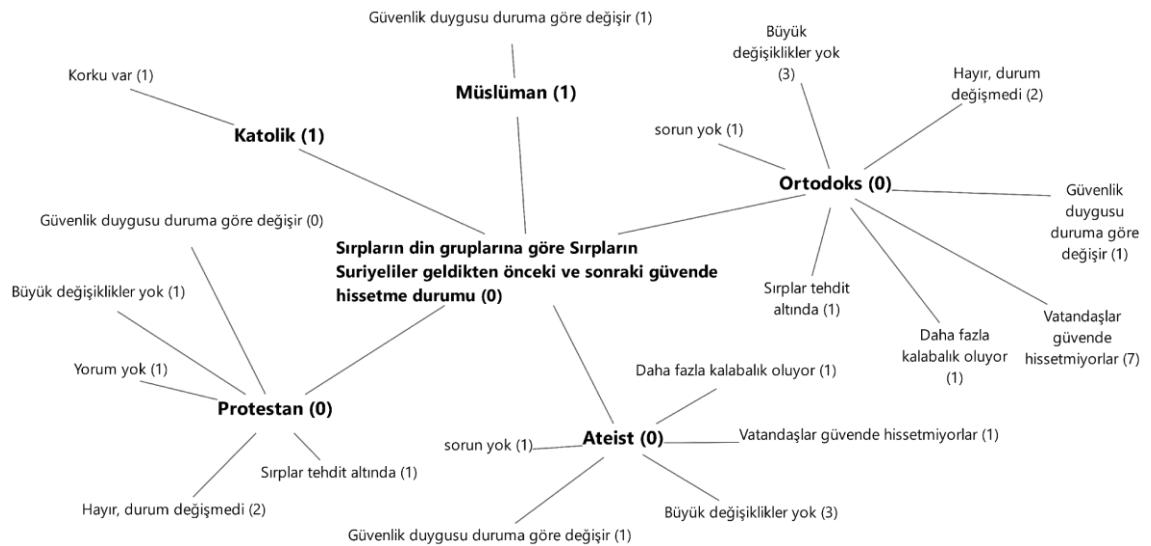 Güvenlik duygusu duruma göre değişir (1)
Müslüman (1)
Korku var (1)
Katolik (1)
Büyük
değişiklikler yok
(3)
Hayır, durum
değişmedi (2)
sorun yok (1)
Ortodoks (0)
Güvenlik
duygusu
duruma göre
değişir (1)
Sırplar tehdit
altında (1)
Daha fazla
kalabalık oluyor
(1)
Vatandaşlar
güvende
hissetmiyorlar (7)
Sırpların din gruplarına göre Sırpların
Suriyeliler geldikten önceki ve sonraki güvende
hissetme durumu (0)
Güvenlik duygusu duruma göre değişir (0)
Büyük değişiklikler yok (1)
Yorum yok (1)
Protestan (0)
Sırplar tehdit altında (1)
Hayır, durum değişmedi (2)
Daha fazla kalabalık oluyor (1)
Ateist (0)
Vatandaşlar güvende hissetmiyorlar (1)
sorun yok (1)
Büyük değişiklikler yok (3)
Güvenlik duygusu duruma göre değişir (1)